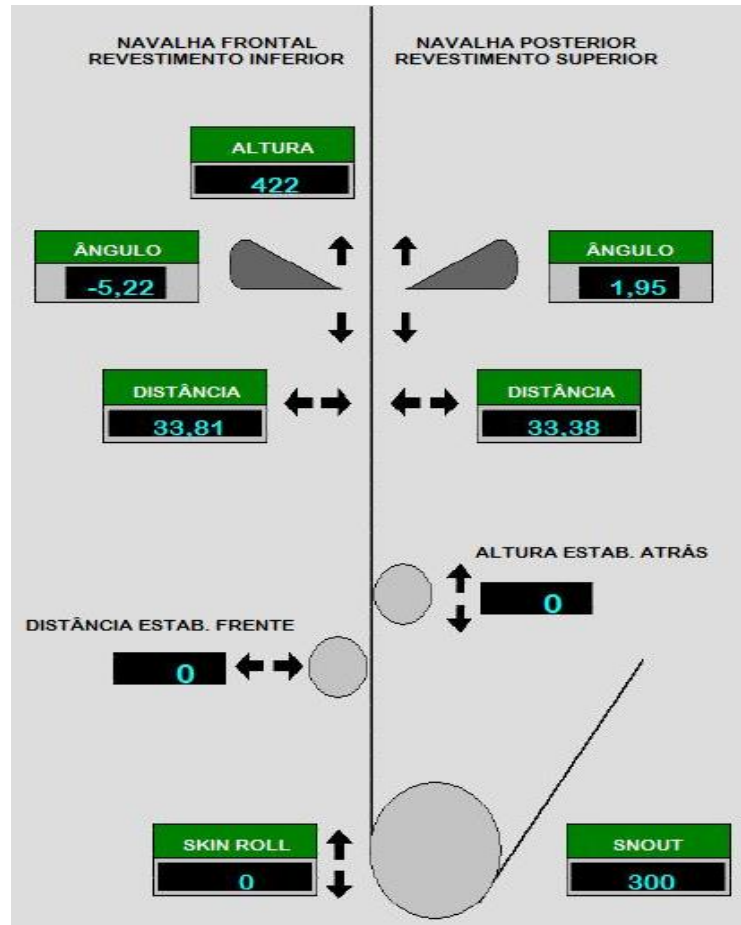 NAVALHA FRONTAL
REVESTIMENTO INFERIOR
NAVALHA POSTERIOR
REVESTIMENTO SUPERIOR
ALTURA
422
ÂNGULO
-5,22
ÂNGULO
1,95
DISTÂNCIA
33,81
DISTÂNCIA
33,38
ALTURA ESTAB. ATRÁS
0
DISTÂNCIA ESTAB. FRENTE
0
SKIN ROLL
0
SNOUT
300